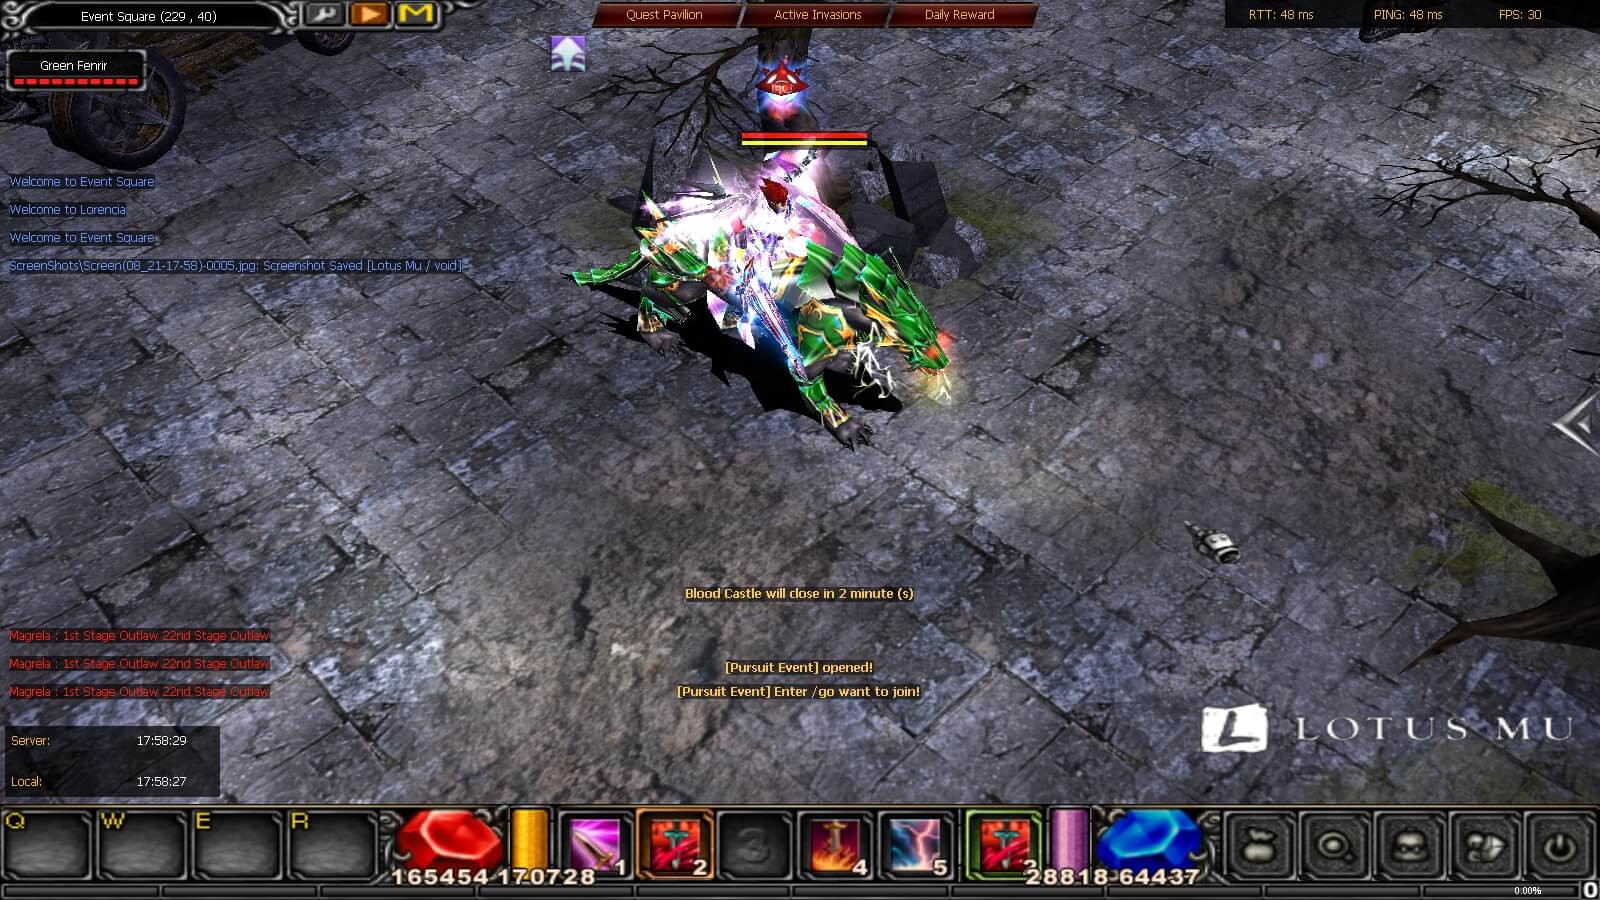 Event Square (229 , 40)
Quest Pavilion
Active Invasions
Daily Reward
RTT: 48 ms
PING: 48 ms
FPS: 30
Green Fenrir
Welcome to Event Square
Welcome to Lorencia
Welcome to Event Square
ScreenShots\Screen(08_21-17-58)-0005.jpg: Screenshot Saved [Lotus Mu / void]
Blood Castle will close in 2 minute (s)
Magrela : 1st Stage Outlaw 22nd Stage Outlaw
Magrela : 1st Stage Outlaw 22nd Stage Outlaw
Magrela : 1st Stage Outlaw 22nd Stage Outlaw
[Pursuit Event] opened!
[Pursuit Event] Enter /go want to join!
L LOTUS MU
Server: 17:58:29
Local: 17:58:27
Q W E R
1 2 3 4 5 2
165454 170728 28818 64437
0.00% 0